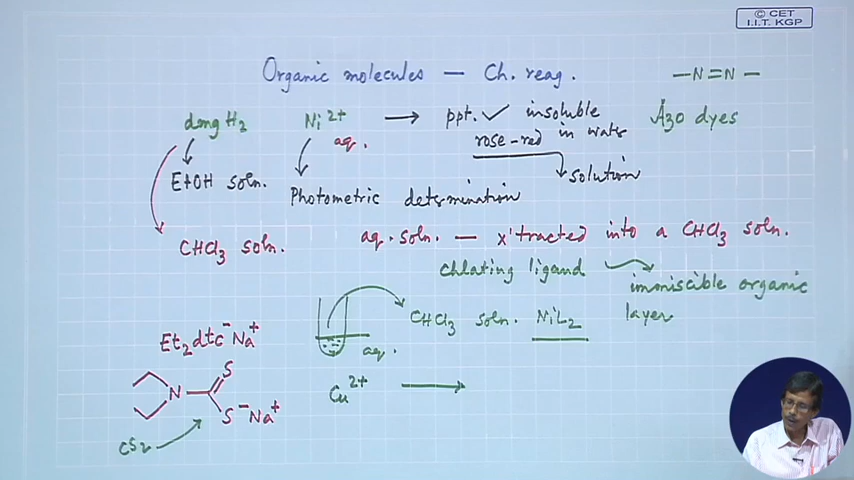 © CET
I.I.T. KGP
Organic molecules — Ch. reag.
—N=N—
dmgH2 Ni2+ → ppt. ✓ insoluble
Azo dyes
aq. rose-red in water
EtOH soln. solution
Photometric determination
CHCl3 soln. aq. soln. — x'tracted into a CHCl3 soln.
chlating ligand immiscible organic
layer
CHCl3 soln. NiL2
Et2dtc-Na+
aq.
S
N
S-Na+
Cu2+ →
CS2